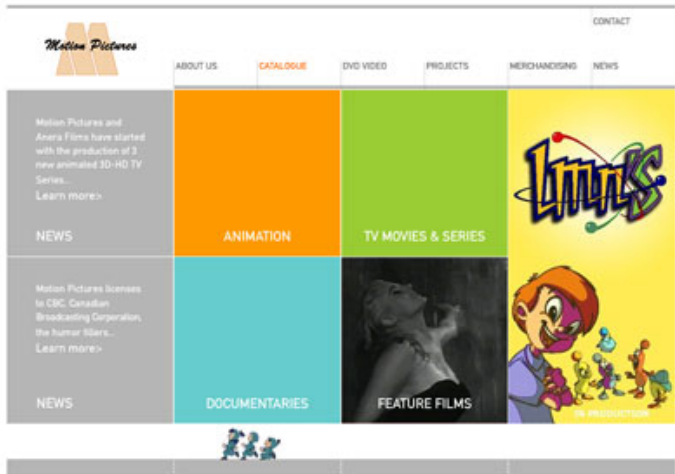 CONTACT
Motion Pictures
ABOUT US
CATALOGUE
DVD VIDEO
PROJECTS
MERCHANDISING
NEWS
Motion Pictures and
Anera Films have started
with the production of 3
new animated 3D-HD TV
Series...
Learn more>
NEWS
ANIMATION
TV MOVIES & SERIES
Lmn's
Motion Pictures licenses
to CBC, Canadian
Broadcasting Corporation,
the humor fillers...
Learn more>
NEWS
DOCUMENTARIES
FEATURE FILMS
IN PRODUCTION